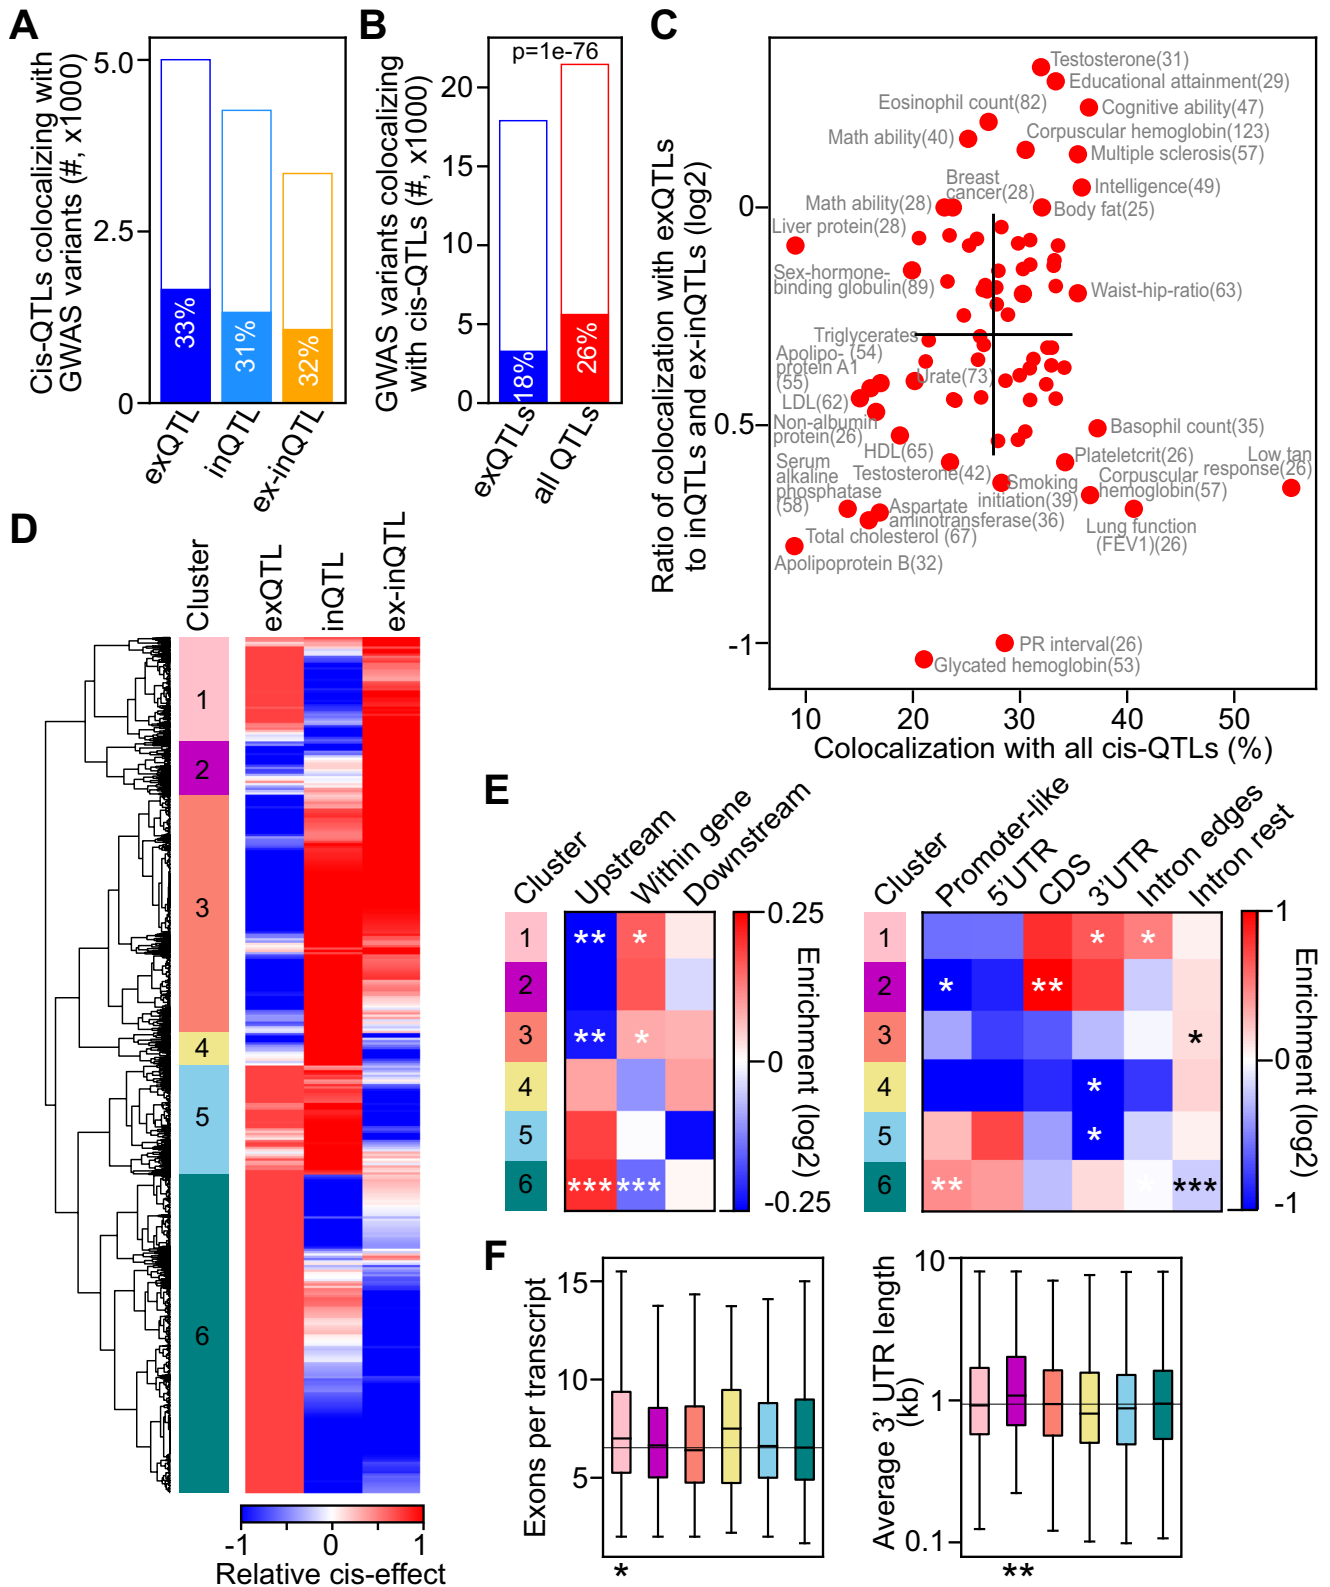 A
Cis-QTLs colocalizing with
GWAS variants (#, x1000)
5.0
2.5
0
33%
31%
32%
exQTL
inQTL
ex-inQTL
B
GWAS variants colocalizing
with cis-QTLs (#, x1000)
p=1e-76
20
15
10
5
0
18%
26%
exQTLs
all QTLs
C
Ratio of colocalization with exQTLs
to inQTLs and ex-inQTLs (log2)
0
0.5
-1
Testosterone(31)
Educational attainment(29)
Eosinophil count(82)
Cognitive ability(47)
Math ability(40)
Corpuscular hemoglobin(123)
Multiple sclerosis(57)
Breast
cancer(28)
Intelligence(49)
Math ability(28)
Body fat(25)
Liver protein(28)
Sex-hormone-
binding globulin(89)
Waist-hip-ratio(63)
Triglycerates
(54)
Apolipo-
protein A1
(55)
Urate(73)
LDL(62)
Non-albumin
protein(26)
HDL(65)
Basophil count(35)
Serum
alkaline
phosphatase
(58)
Testosterone(42)
Plateletcrit(26)
Low tan
response(26)
Smoking
initiation(39)
Corpuscular
hemoglobin(57)
Aspartate
aminotransferase(36)
Total cholesterol (67)
Lung function
(FEV1)(26)
Apolipoprotein B(32)
PR interval(26)
Glycated hemoglobin(53)
10
20
30
40
50
Colocalization with all cis-QTLs (%)
D
Cluster
exQTL
inQTL
ex-inQTL
1
2
3
4
5
6
-1
0
1
Relative cis-effect
E
Cluster
Upstream
Within gene
Downstream
1
** *
2
3
** *
4
5
6
*** ***
0.25
0
-0.25
Enrichment (log2)
Cluster
Promoter-like
5'UTR
CDS
3'UTR
Intron edges
Intron rest
1
* *
2
* **
3
*
4
*
5
*
6
** * ***
1
0
-1
Enrichment (log2)
F
Exons per transcript
15
10
5
*
Average 3' UTR length
(kb)
10
1
0.1
**